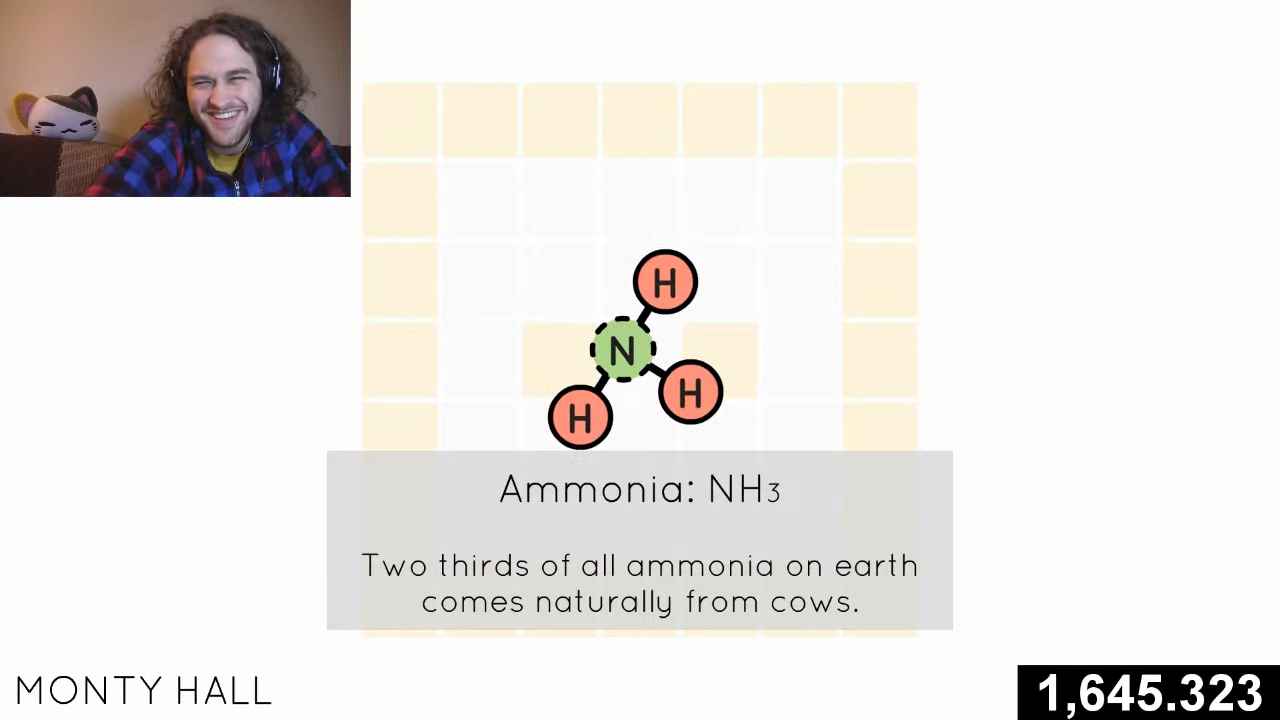 H
N
H
H
Ammonia: NH₃
Two thirds of all ammonia on earth
comes naturally from cows.
MONTY HALL
1,645.323